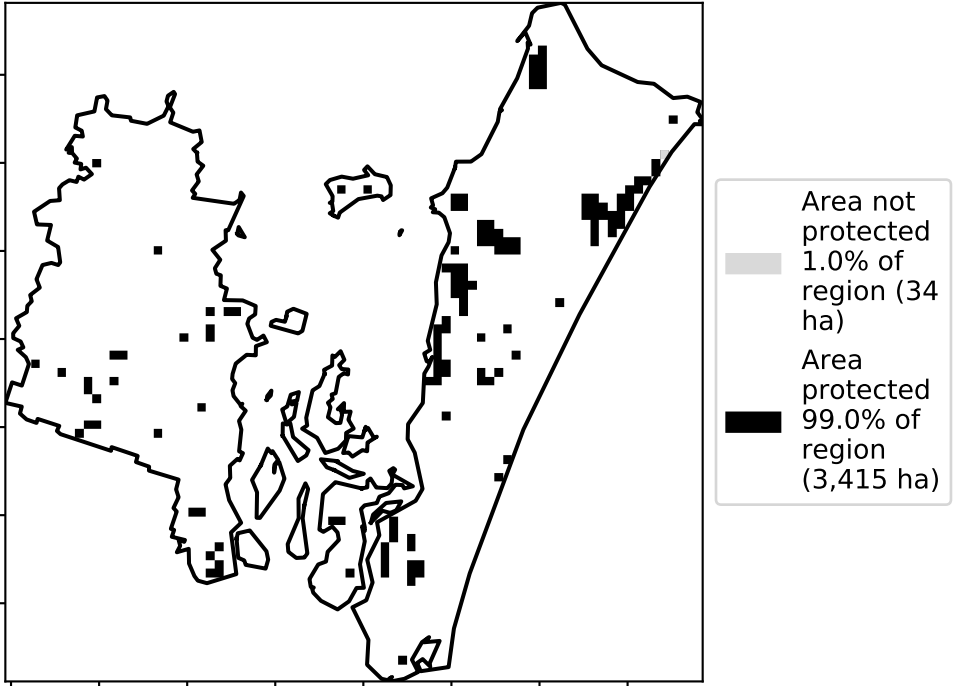 Area not
protected
1.0% of
region (34
ha)
Area
protected
99.0% of
region
(3,415 ha)